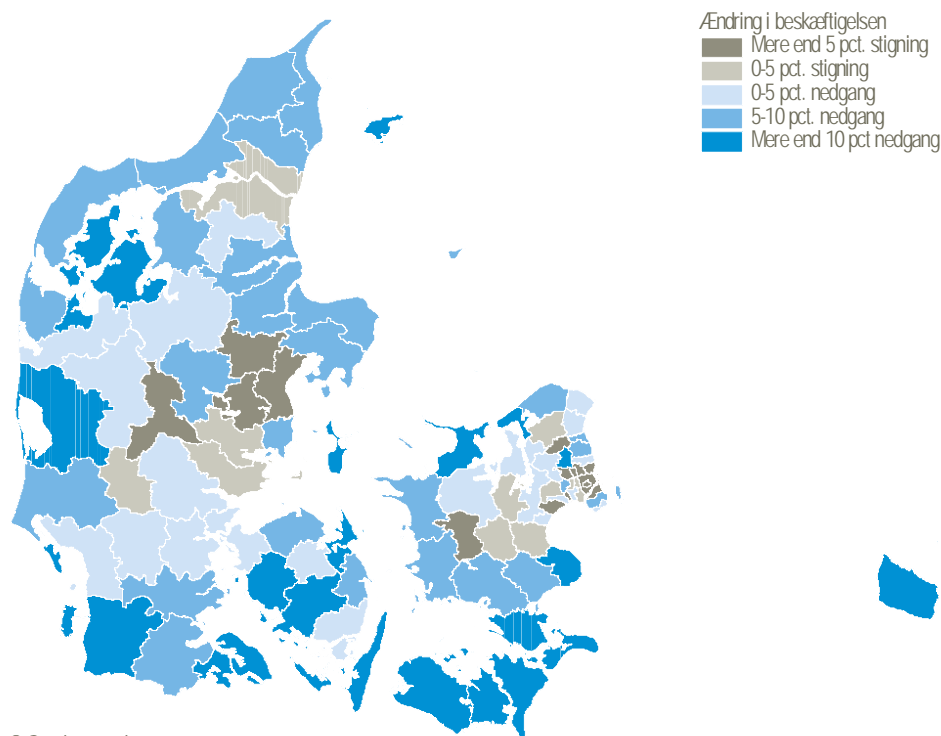 Ændring i beskæftigelsen
Mere end 5 pct. stigning
0-5 pct. stigning
0-5 pct. nedgang
5-10 pct. nedgang
Mere end 10 pct nedgang